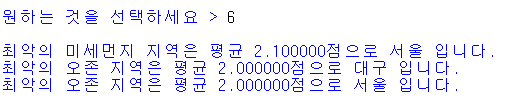 원하는 것을 선택하세요 > 6
최악의 미세먼지 지역은 평균 2.100000점으로 서울 입니다.
최악의 오존 지역은 평균 2.000000점으로 대구 입니다.
최악의 오존 지역은 평균 2.000000점으로 서울 입니다.